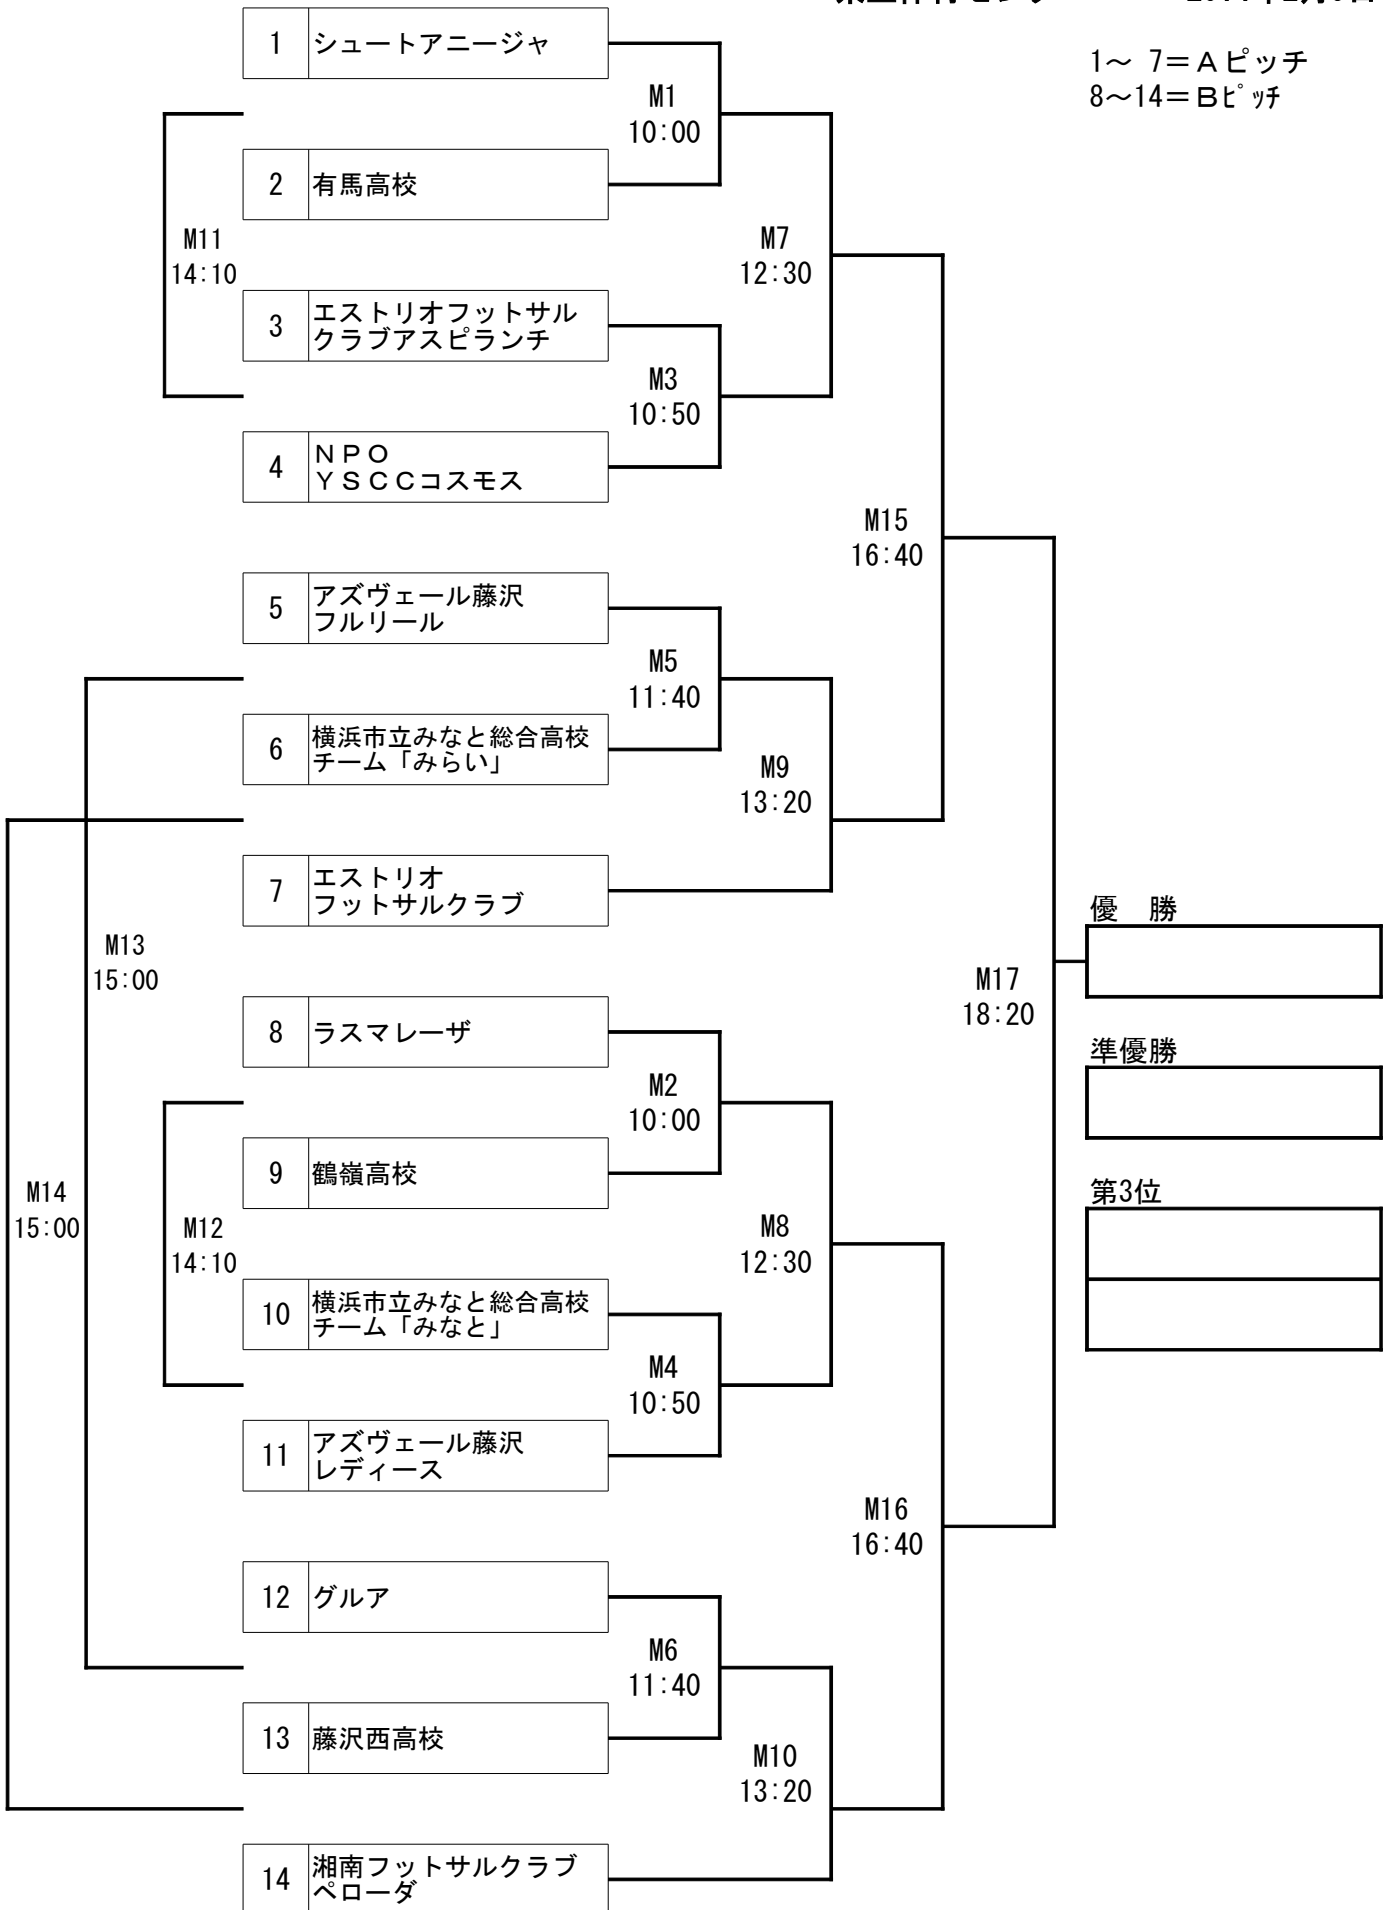 1～ 7＝Ａピッチ
8～14＝Ｂﾋﾟｯﾁ
1 シュートアニージャ
M1
10:00
2 有馬高校
M11
14:10
M7
12:30
3 エストリオフットサル
クラブアスピランチ
M3
10:50
4 ＮＰＯ
ＹＳＣＣコスモス
M15
16:40
5 アズヴェール藤沢
フルリール
M5
11:40
6 横浜市立みなと総合高校
チーム「みらい」
M9
13:20
7 エストリオ
フットサルクラブ
優　勝
M13
15:00
M17
18:20
8 ラスマレーザ
準優勝
M2
10:00
9 鶴嶺高校
M14
15:00
第3位
M12
14:10
M8
12:30
10 横浜市立みなと総合高校
チーム「みなと」
M4
10:50
11 アズヴェール藤沢
レディース
M16
16:40
12 グルア
M6
11:40
13 藤沢西高校
M10
13:20
14 湘南フットサルクラブ
ペローダ